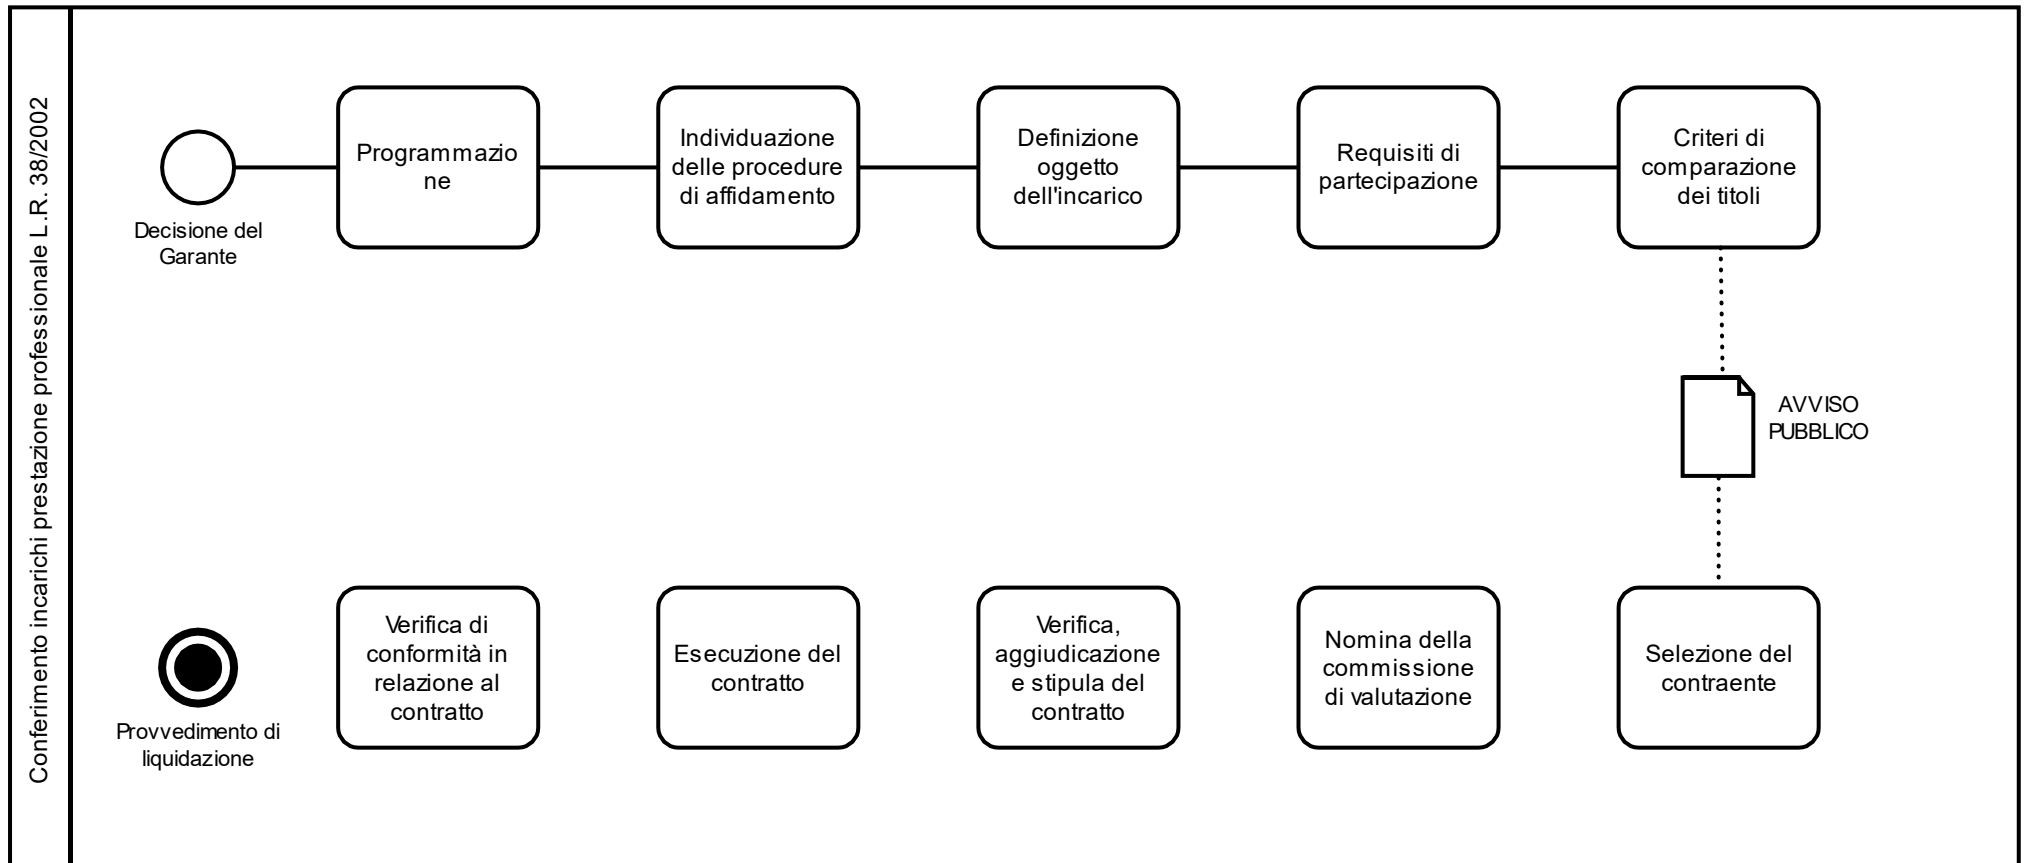 Conferimento incarichi prestazione professionale L.R. 38/2002
Decisione del
Garante
Programmazio
ne
Individuazione
delle procedure
di affidamento
Definizione
oggetto
dell'incarico
Requisiti di
partecipazione
Criteri di
comparazione
dei titoli
AVVISO
PUBBLICO
Provvedimento di
liquidazione
Verifica di
conformità in
relazione al
contratto
Esecuzione del
contratto
Verifica,
aggiudicazione
e stipula del
contratto
Nomina della
commissione
di valutazione
Selezione del
contraente